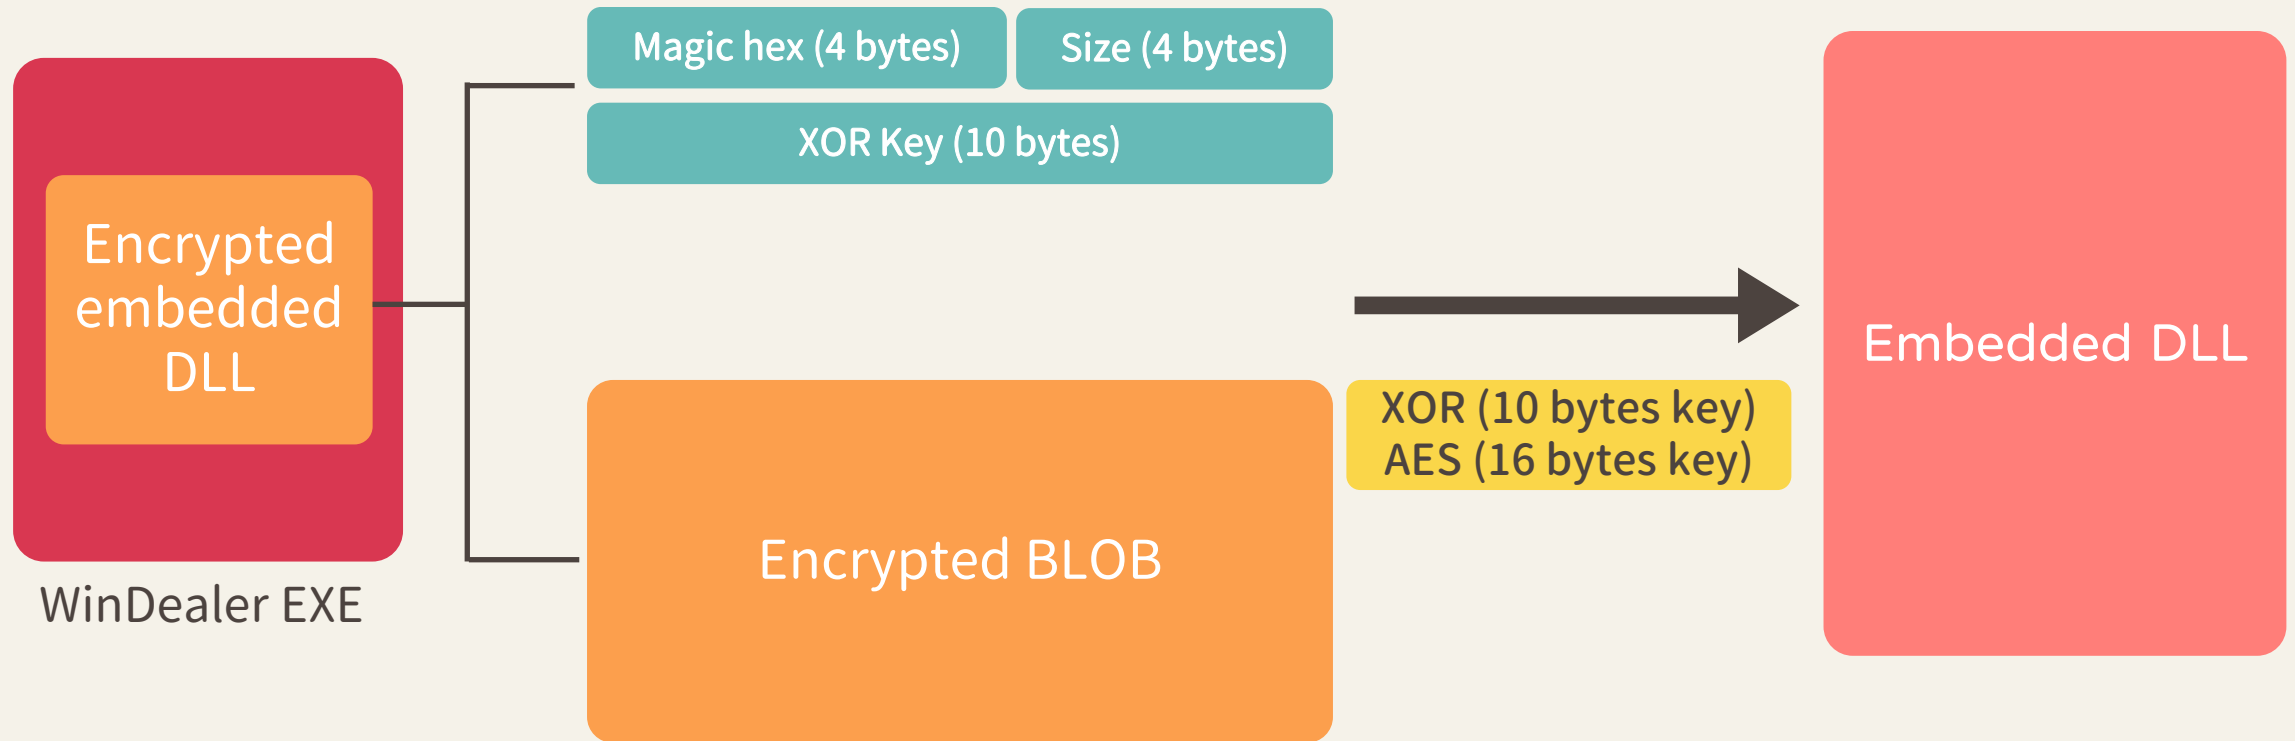 Magic hex (4 bytes)
Size (4 bytes)
XOR Key (10 bytes)
Encrypted
embedded
DLL
WinDealer EXE
Encrypted BLOB
XOR (10 bytes key)
AES (16 bytes key)
Embedded DLL